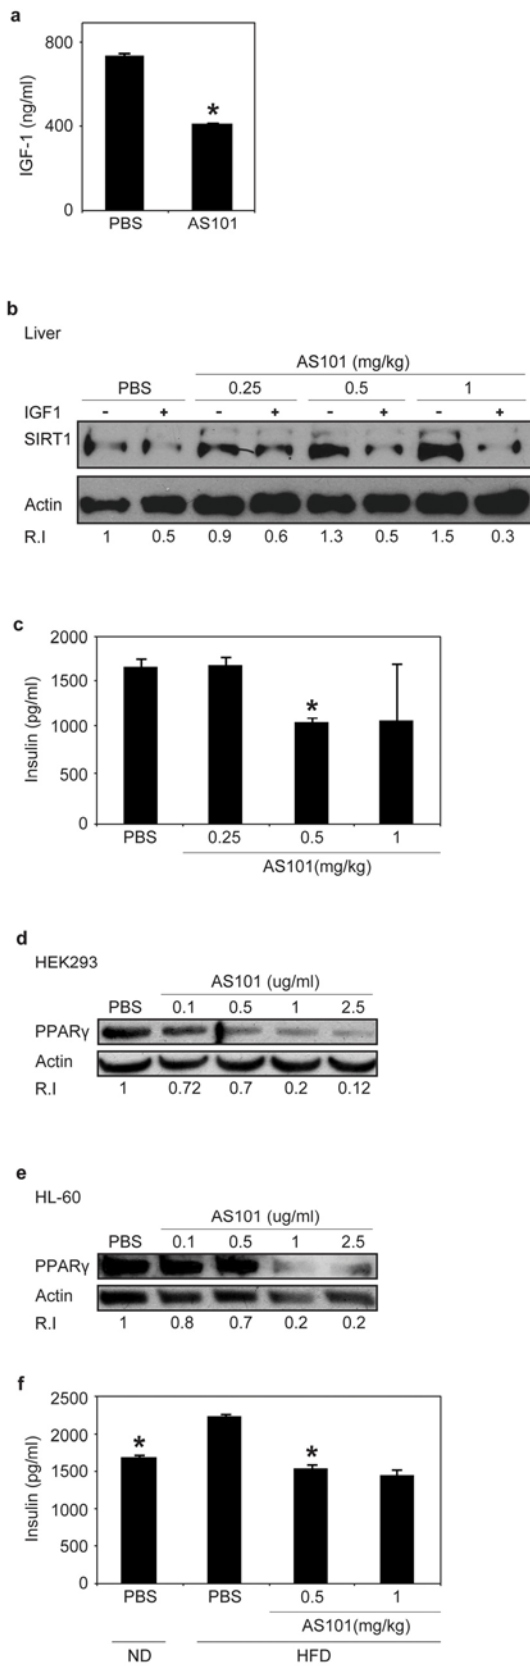 a
800
400
0
IGF-1 (ng/ml)
*
PBS AS101
b
Liver
AS101 (mg/kg)
PBS 0.25 0.5 1
IGF1 - + - + - + - +
SIRT1
Actin
R.I 1 0.5 0.9 0.6 1.3 0.5 1.5 0.3
c
2000
1500
1000
500
0
Insulin (pg/ml)
*
PBS 0.25 0.5 1
AS101(mg/kg)
d
HEK293
AS101 (ug/ml)
PBS 0.1 0.5 1 2.5
PPARγ
Actin
R.I 1 0.72 0.7 0.2 0.12
e
HL-60
AS101 (ug/ml)
PBS 0.1 0.5 1 2.5
PPARγ
Actin
R.I 1 0.8 0.7 0.2 0.2
f
2500
2000
1500
1000
500
0
Insulin (pg/ml)
* *
PBS PBS 0.5 1
AS101(mg/kg)
ND HFD